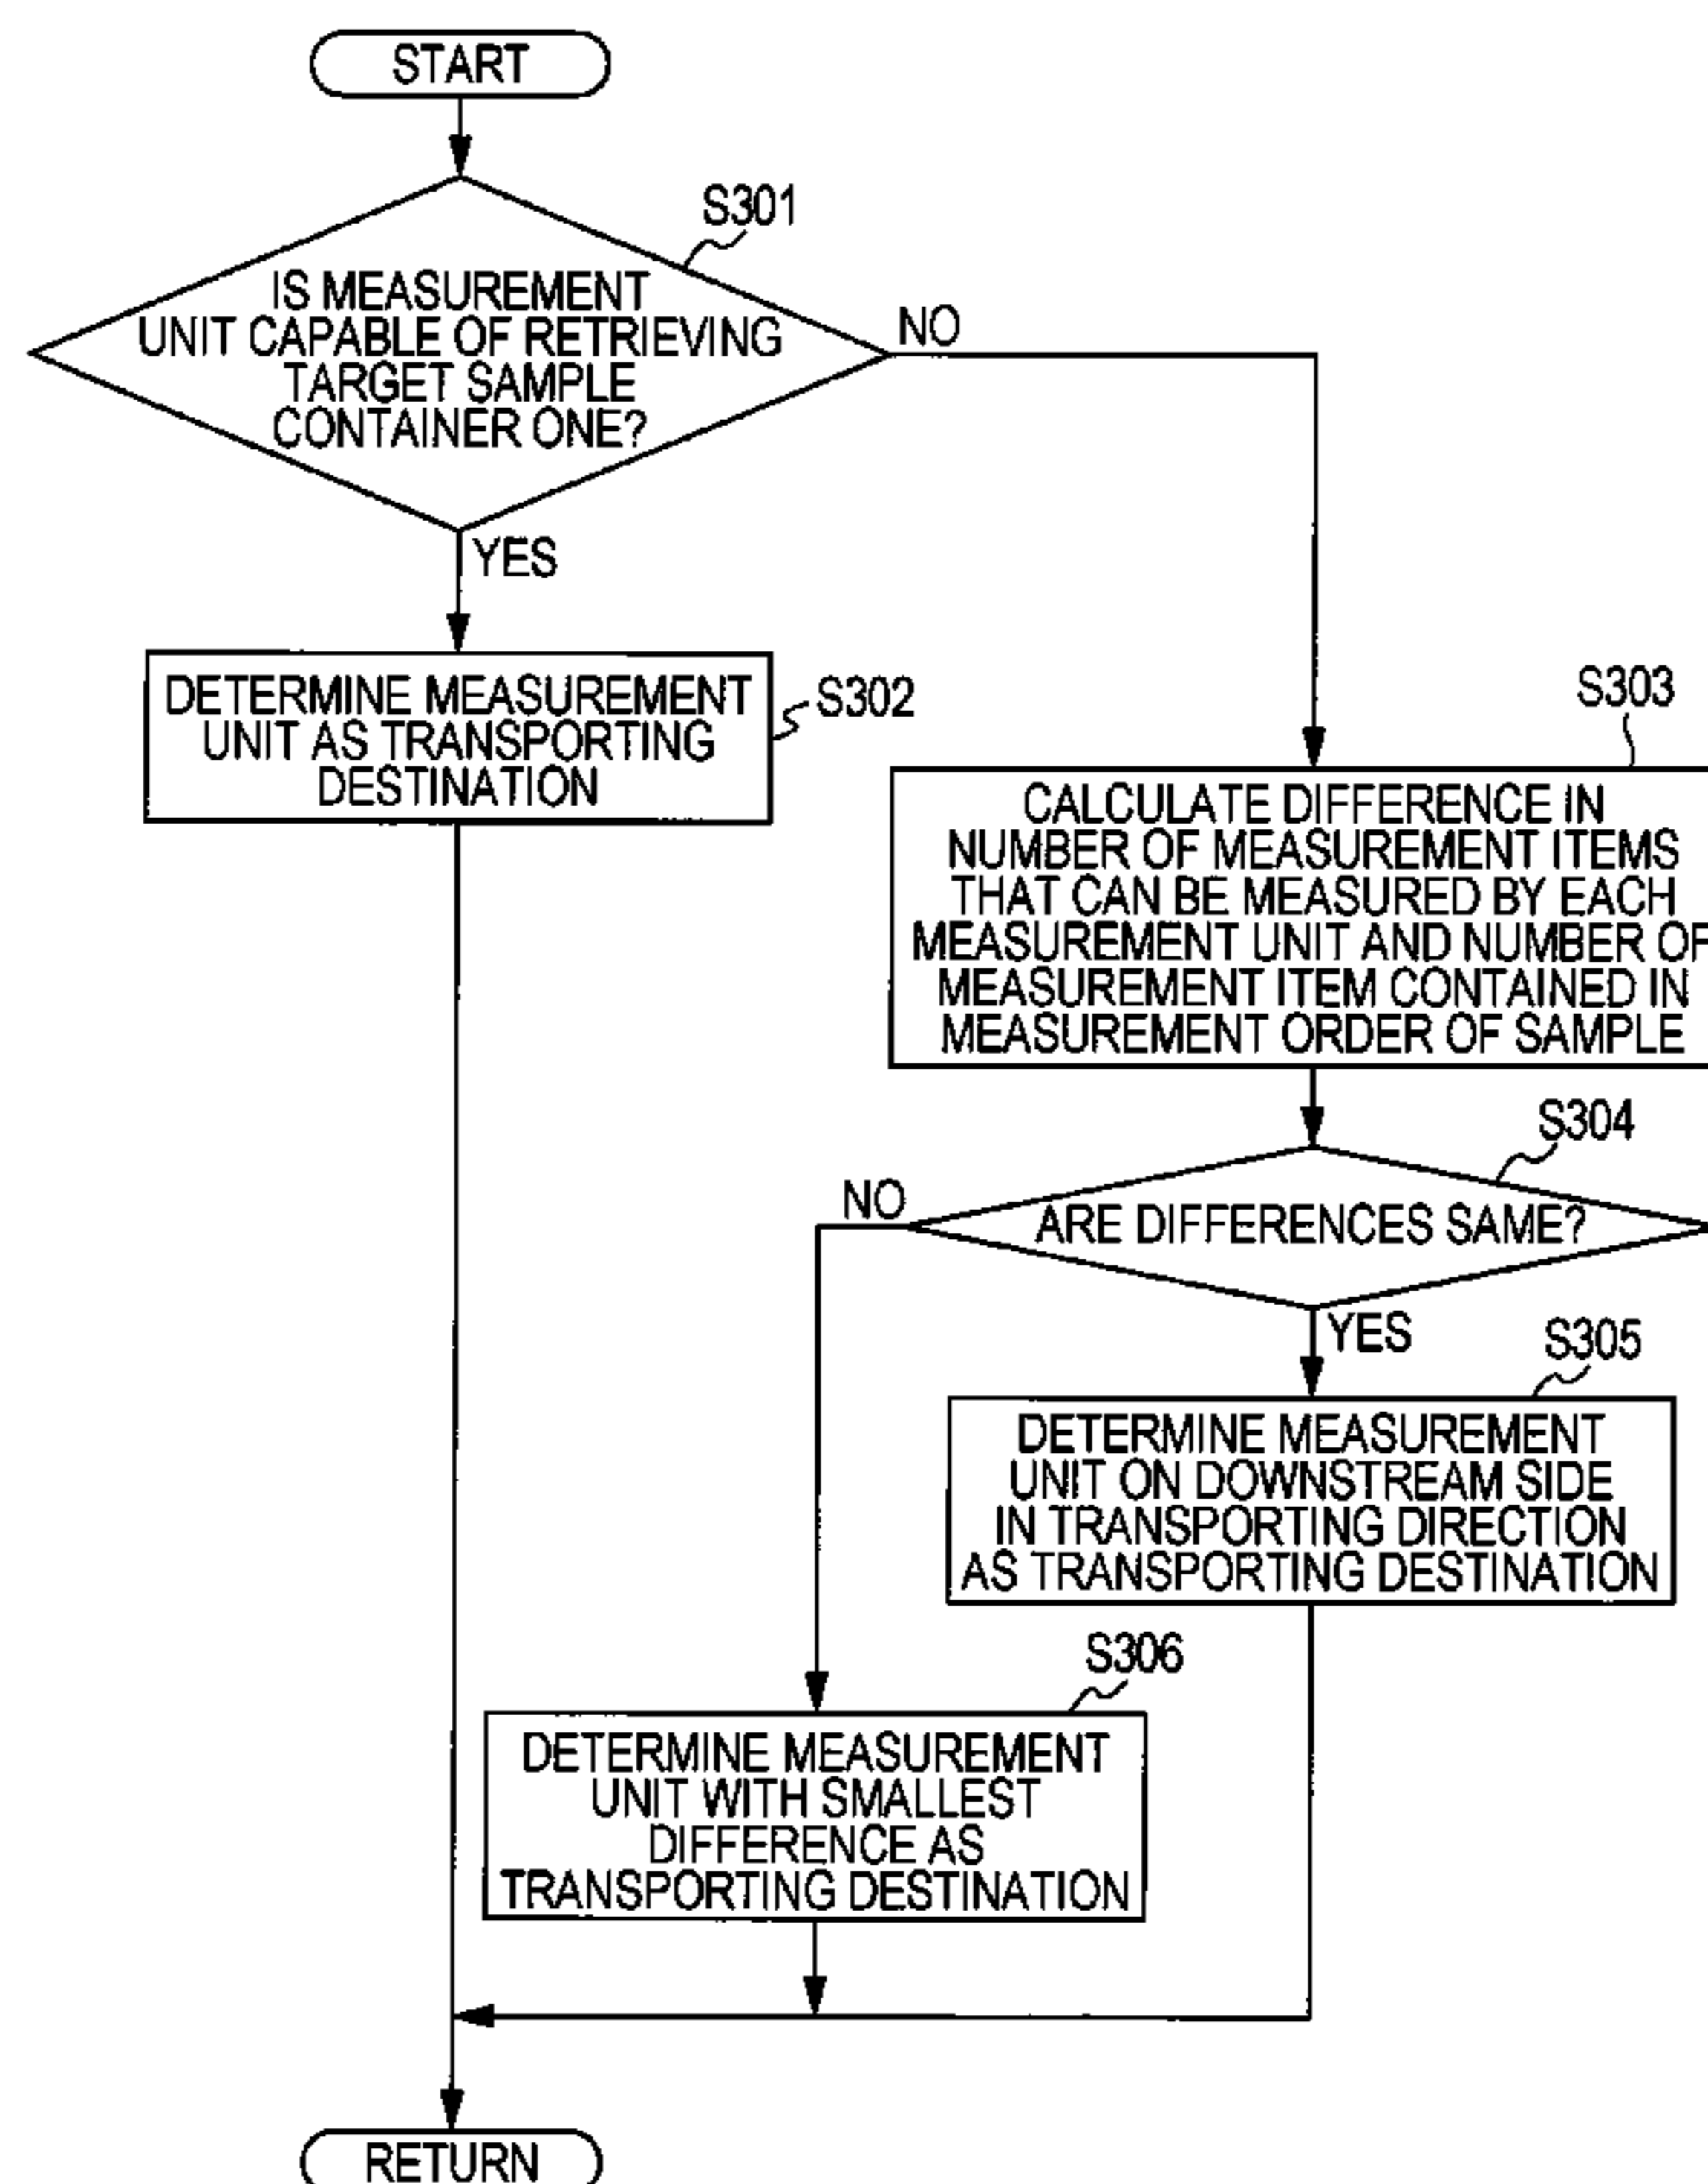 START
S301
IS MEASUREMENT
UNIT CAPABLE OF RETRIEVING
TARGET SAMPLE
CONTAINER ONE?
NO
YES
DETERMINE MEASUREMENT
UNIT AS TRANSPORTING
DESTINATION
S302
S303
CALCULATE DIFFERENCE IN
NUMBER OF MEASUREMENT ITEMS
THAT CAN BE MEASURED BY EACH
MEASUREMENT UNIT AND NUMBER OF
MEASUREMENT ITEM CONTAINED IN
MEASUREMENT ORDER OF SAMPLE
S304
NO
ARE DIFFERENCES SAME?
YES
S305
DETERMINE MEASUREMENT
UNIT ON DOWNSTREAM SIDE
IN TRANSPORTING DIRECTION
AS TRANSPORTING DESTINATION
S306
DETERMINE MEASUREMENT
UNIT WITH SMALLEST
DIFFERENCE AS
TRANSPORTING DESTINATION
RETURN